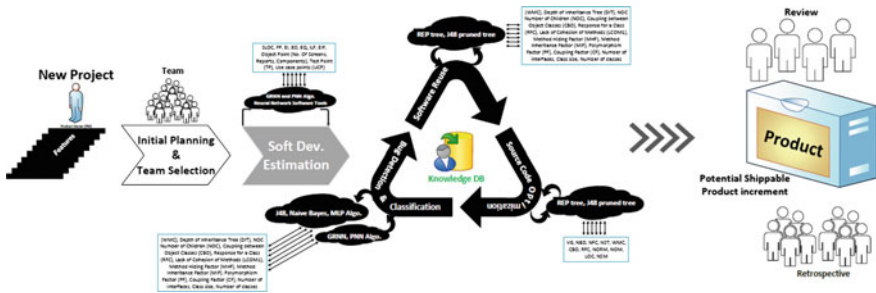 New Project
Product Owner (PO)
Features
Team
Initial Planning
&
Team Selection
SLOC, FP, EI, EO, EQ, ILF, EIF,
Object Point (No. Of Screens,
Reports, Components), Test Point
(TP), Use case points (UCP)
GRNN and PNN Algo.
Neural Network Software Tools
Soft Dev.
Estimation
REP tree, J48 pruned tree
(WMC), Depth of Inheritance Tree (DIT), NOC
Number of Children (NOC), Coupling between
Object Classes (CBO), Response for a Class
(RFC), Lack of Cohesion of Methods (LCOM1),
Method Hiding Factor (MHF), Method
Inheritance Factor (MIF), Polymorphism
Factor (PF), Coupling Factor (CF), Number of
Interfaces, Class size, Number of classes
Software Reuse
Source Code Optimization
Bug Detection & Classification
Knowledge DB
J48, Naive Bayes, MLP Algo.
GRNN, PNN Algo.
(WMC), Depth of Inheritance Tree (DIT), NOC
Number of Children (NOC), Coupling between
Object Classes (CBO), Response for a Class
(RFC), Lack of Cohesion of Methods (LCOM1),
Method Hiding Factor (MHF), Method
Inheritance Factor (MIF), Polymorphism
Factor (PF), Coupling Factor (CF), Number of
Interfaces, Class size, Number of classes
REP tree, J48 pruned tree
VG, NBD, NPC, NST, WMC,
CBO, RFC, NORM, NOM,
LOC, NOM
Review
Product
Potential Shippable
Product increment
Retrospective